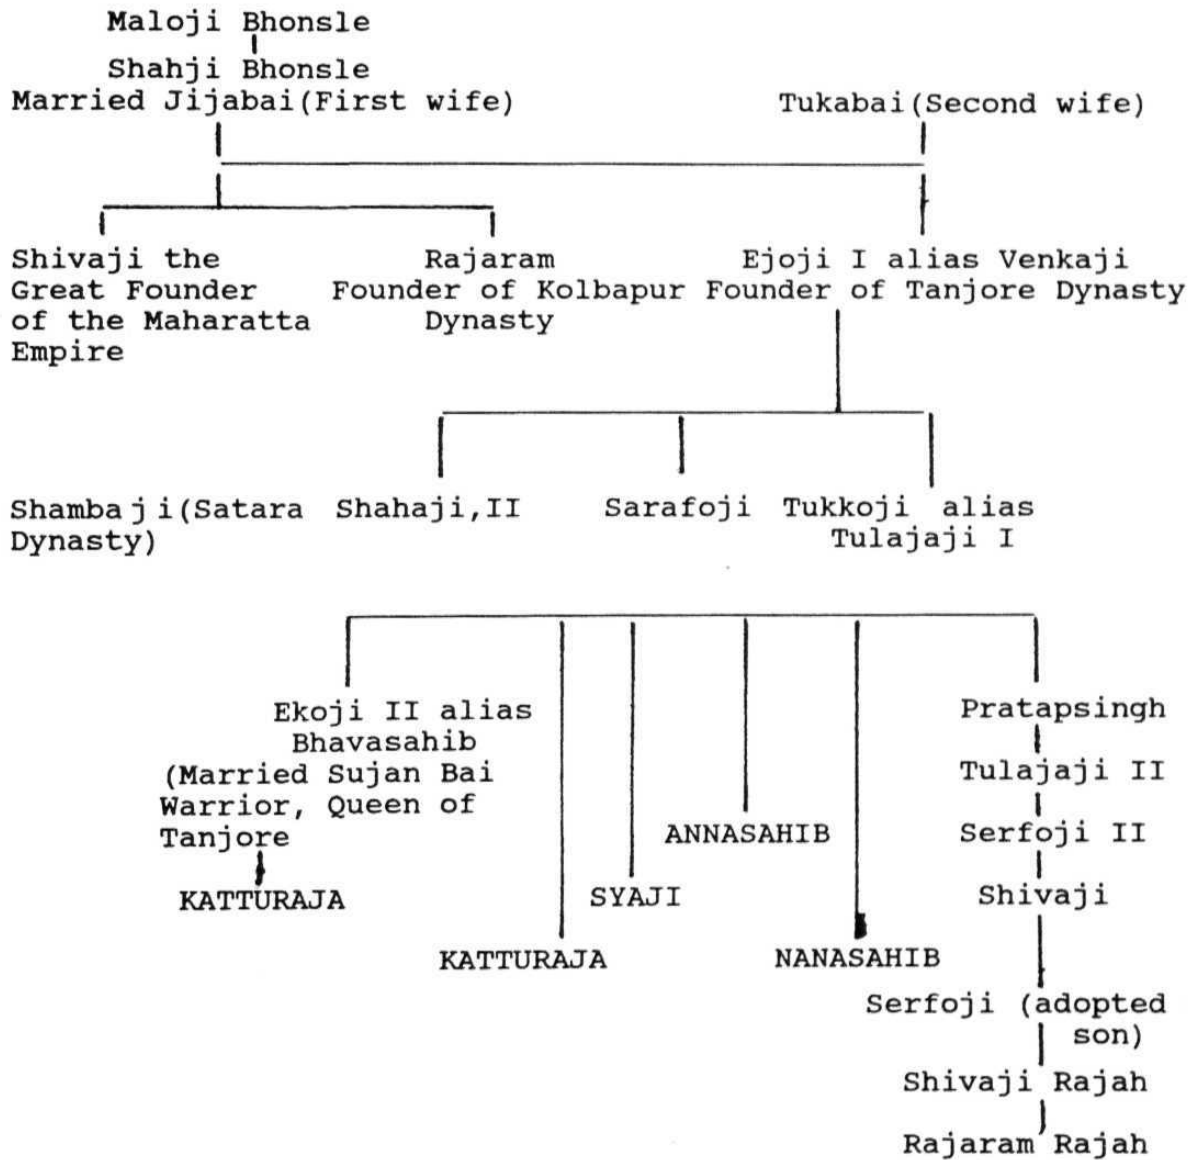 Maloji Bhonsle
Shahji Bhonsle
Married Jijabai(First wife)
Tukabai(Second wife)
Shivaji the
Great Founder
of the Maharatta
Empire
Rajaram
Founder of Kolbapur
Dynasty
Ejoji I alias Venkaji
Founder of Tanjore Dynasty
Shambaji(Satara
Dynasty)
Shahaji,II
Sarafoji
Tukkoji alias
Tulajaji I
Ekoji II alias
Bhavasahib
(Married Sujan Bai
Warrior, Queen of
Tanjore
KATTURAJA
KATTURAJA
SYAJI
ANNASAHIB
NANASAHIB
Pratapsingh
Tulajaji II
Serfoji II
Shivaji
Serfoji (adopted
son)
Shivaji Rajah
Rajaram Rajah